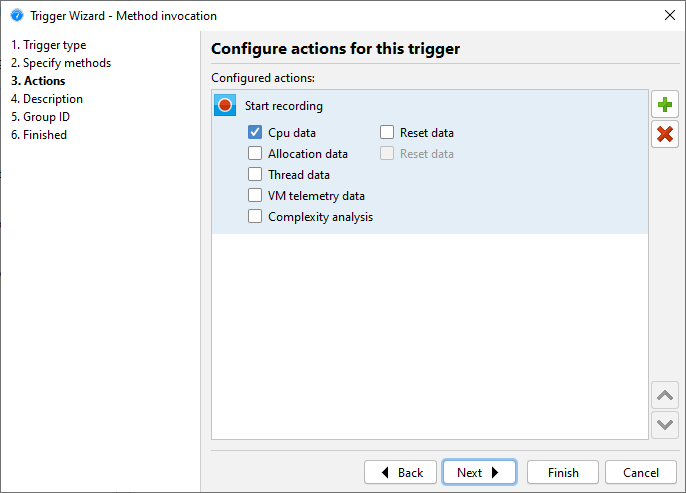 Trigger Wizard - Method invocation
1. Trigger type
2. Specify methods
3. Actions
4. Description
5. Group ID
6. Finished
Configure actions for this trigger
Configured actions:
Start recording
Cpu data Reset data
Allocation data Reset data
Thread data
VM telemetry data
Complexity analysis
Back Next Finish Cancel